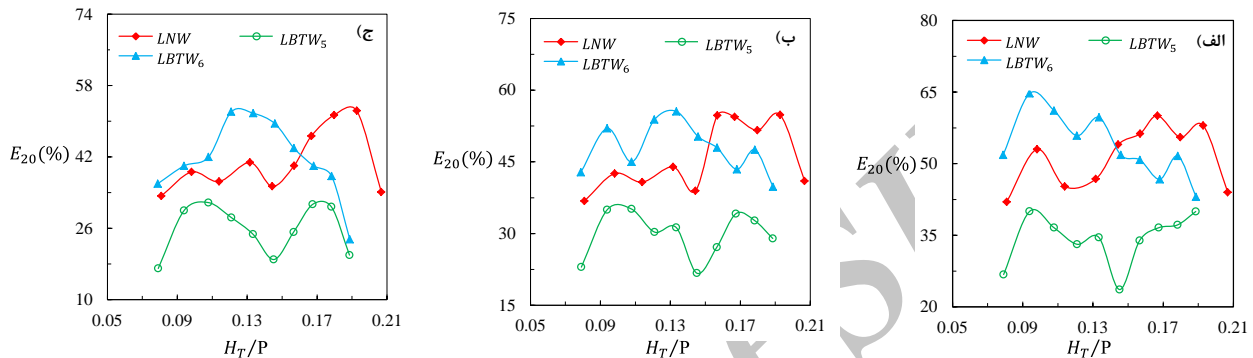 74
LNW
LBTW5
ج)
LBTW6
58
E20(%)
42
26
10
0.05 0.09 0.13 0.17 0.21
HT/P
75
LNW
LBTW5
ب)
LBTW6
60
E20(%)
45
30
15
0.05 0.09 0.13 0.17 0.21
HT/P
80
LNW
LBTW5
الف)
LBTW6
65
E20(%)
50
35
20
0.05 0.09 0.13 0.17 0.21
HT/P